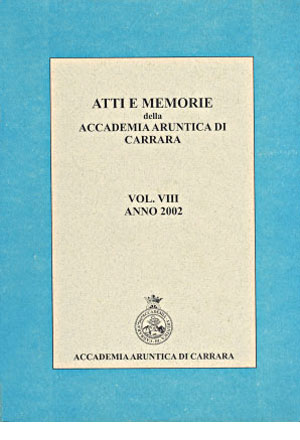 ATTI E MEMORIE
della
ACCADEMIA ARUNTICA DI
CARRARA
VOL. VIII
ANNO 2002
ACCADEMIA ARUNTICA DI CARRARA